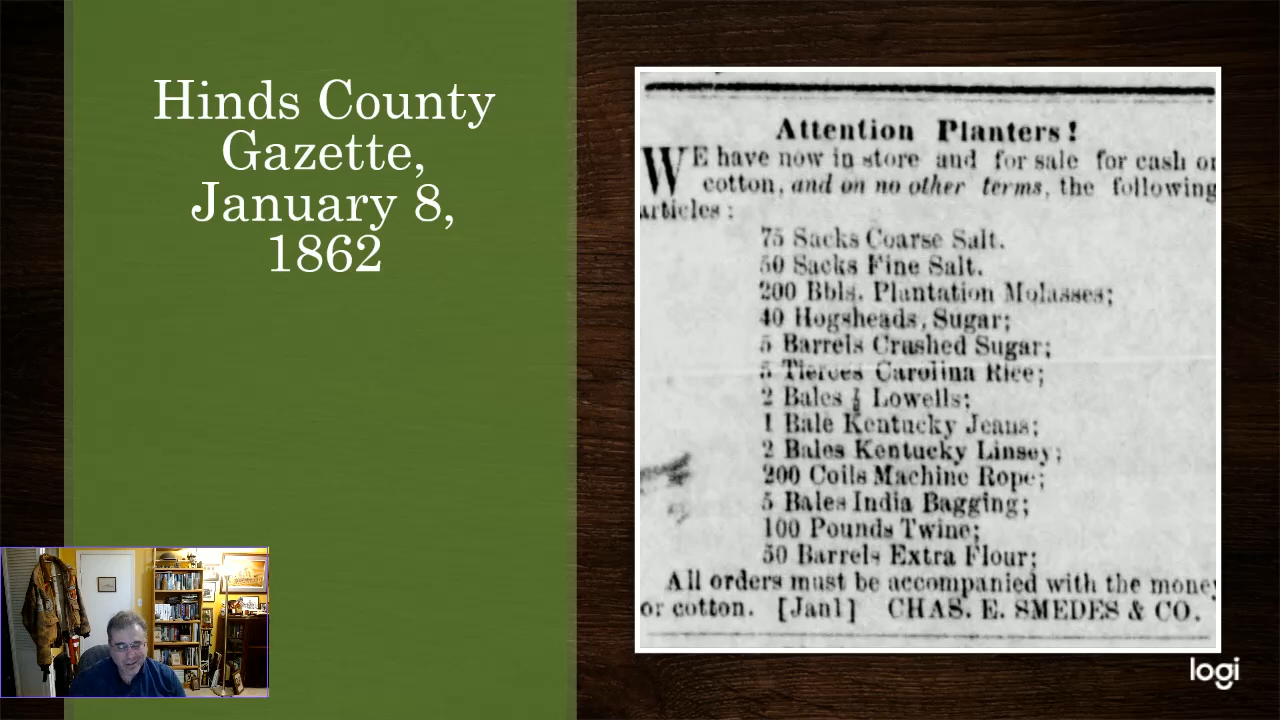 Hinds County
Gazette,
January 8,
1862
Attention Planters!
WE have now in store and for sale for cash or
cotton, and on no other terms, the following
articles:
75 Sacks Coarse Salt.
50 Sacks Fine Salt.
200 Bbls. Plantation Molasses;
40 Hogsheads, Sugar;
5 Barrels Crushed Sugar;
5 Tierces Carolina Rice;
2 Bales Lowells;
1 Bale Kentucky Jeans;
2 Bales Kentucky Linsey;
200 Coils Machine Rope;
5 Bales India Bagging;
100 Pounds Twine;
50 Barrels Extra Flour;
All orders must be accompanied with the money
or cotton. [Jan1] CHAS. E. SMEDES & CO.
logi